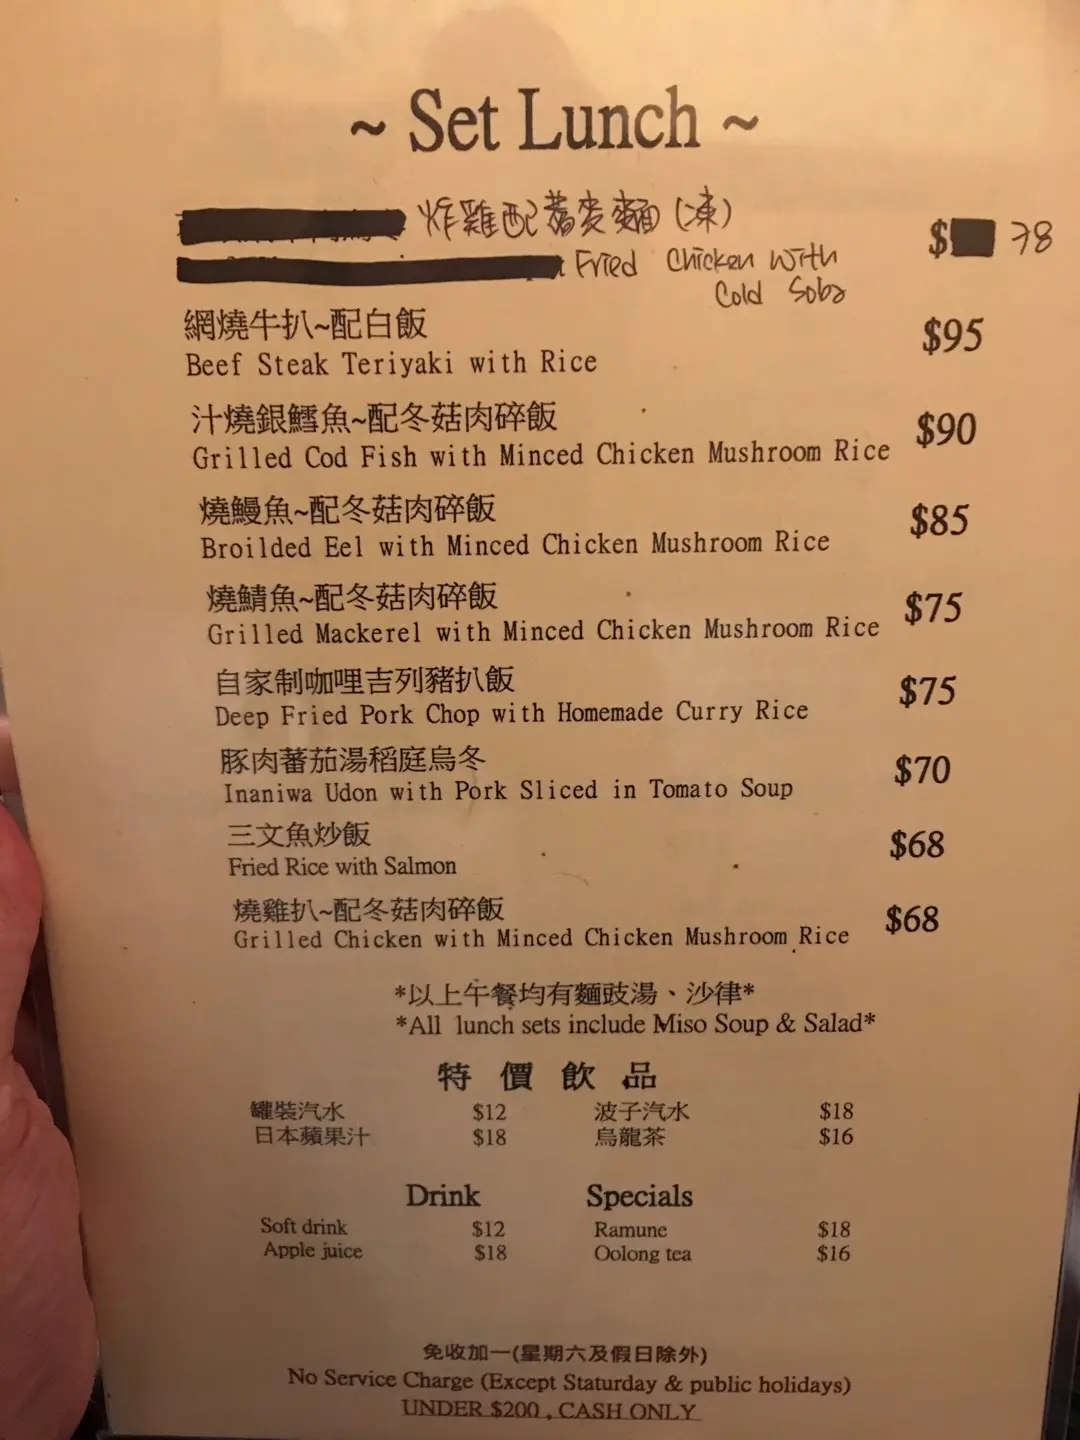 ~ Set Lunch ~
炸雞配蕎麥麵(凍) $ 78
Fried Chicken With
Cold Soba
網燒牛扒~配白飯 $95
Beef Steak Teriyaki with Rice
汁燒銀鱈魚~配冬菇肉碎飯 $90
Grilled Cod Fish with Minced Chicken Mushroom Rice
燒鰻魚~配冬菇肉碎飯 $85
Broilded Eel with Minced Chicken Mushroom Rice
燒鯖魚~配冬菇肉碎飯 $75
Grilled Mackerel with Minced Chicken Mushroom Rice
自家制咖哩吉列豬扒飯 $75
Deep Fried Pork Chop with Homemade Curry Rice
豚肉蕃茄湯稻庭烏冬 $70
Inaniwa Udon with Pork Sliced in Tomato Soup
三文魚炒飯 $68
Fried Rice with Salmon
燒雞扒~配冬菇肉碎飯 $68
Grilled Chicken with Minced Chicken Mushroom Rice
*以上午餐均有麵豉湯、沙律*
*All lunch sets include Miso Soup & Salad*
特價飲品
罐裝汽水 $12 波子汽水 $18
日本蘋果汁 $18 烏龍茶 $16
Drink Specials
Soft drink $12 Ramune $18
Apple juice $18 Oolong tea $16
免收加一(星期六及假日除外)
No Service Charge (Except Staturday & public holidays)
UNDER $200 , CASH ONLY